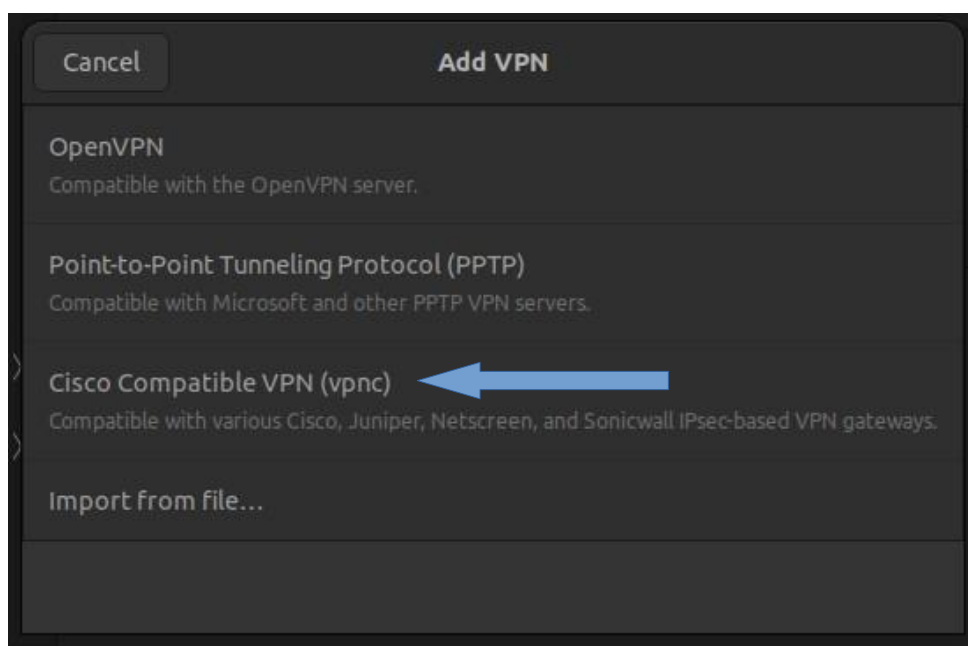 Cancel
Add VPN
OpenVPN
Compatible with the OpenVPN server.
Point-to-Point Tunneling Protocol (PPTP)
Compatible with Microsoft and other PPTP VPN servers.
Cisco Compatible VPN (vpnc)
Compatible with various Cisco, Juniper, Netscreen, and Sonicwall IPsec-based VPN gateways.
Import from file…